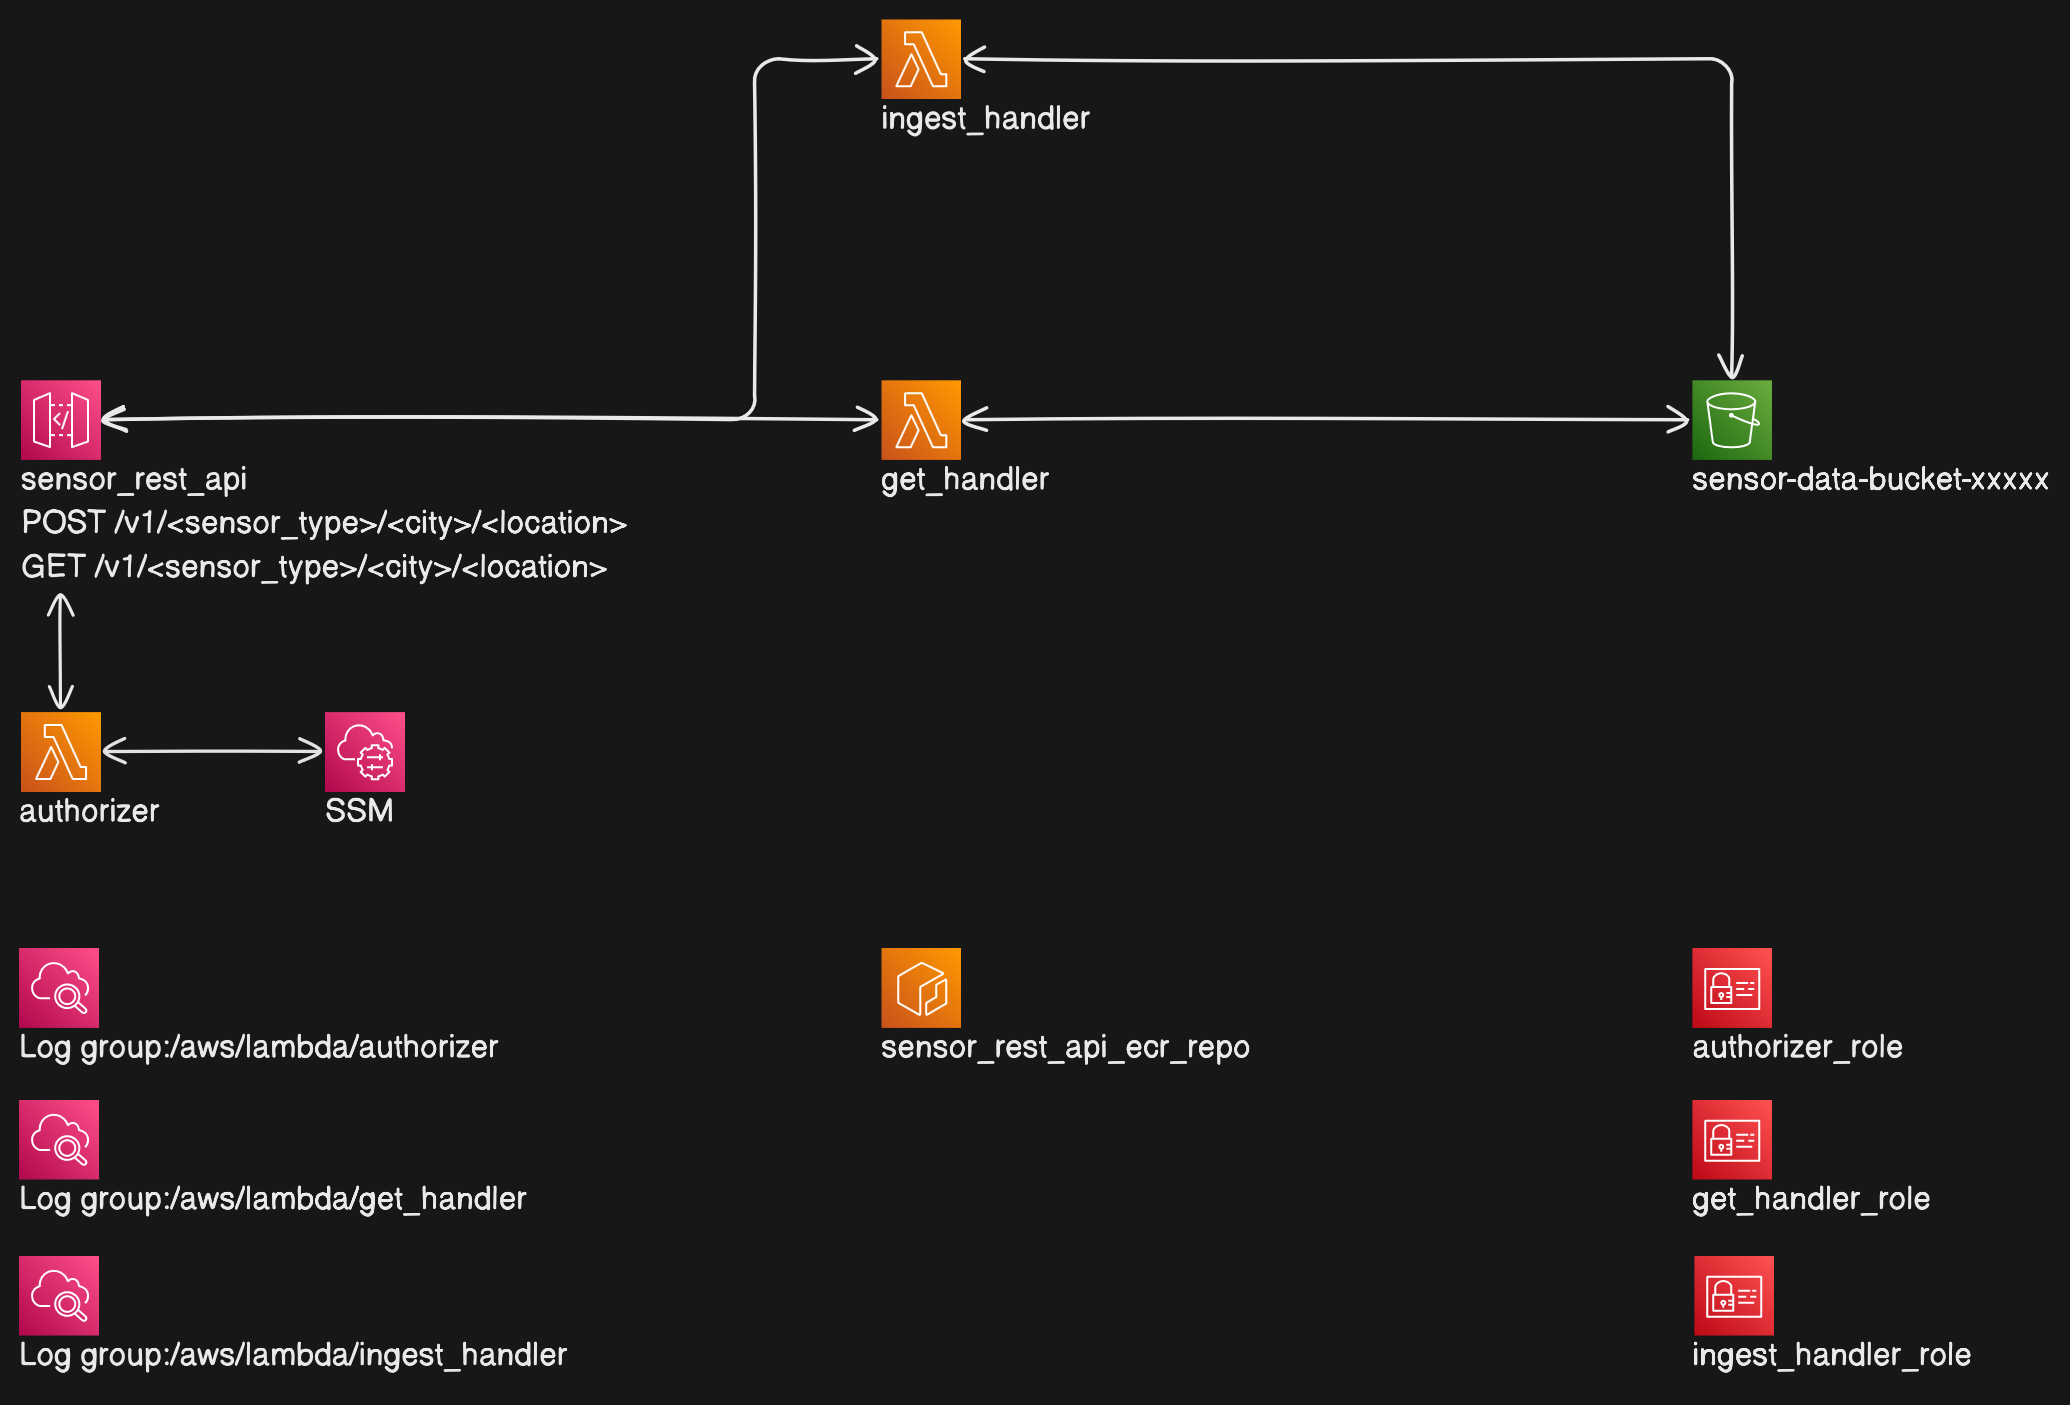 ingest_handler
sensor_rest_api
POST /v1/<sensor_type>/<city>/<location>
GET /v1/<sensor_type>/<city>/<location>
get_handler
sensor-data-bucket-xxxxx
authorizer
SSM
Log group:/aws/lambda/authorizer
sensor_rest_api_ecr_repo
authorizer_role
Log group:/aws/lambda/get_handler
get_handler_role
Log group:/aws/lambda/ingest_handler
ingest_handler_role